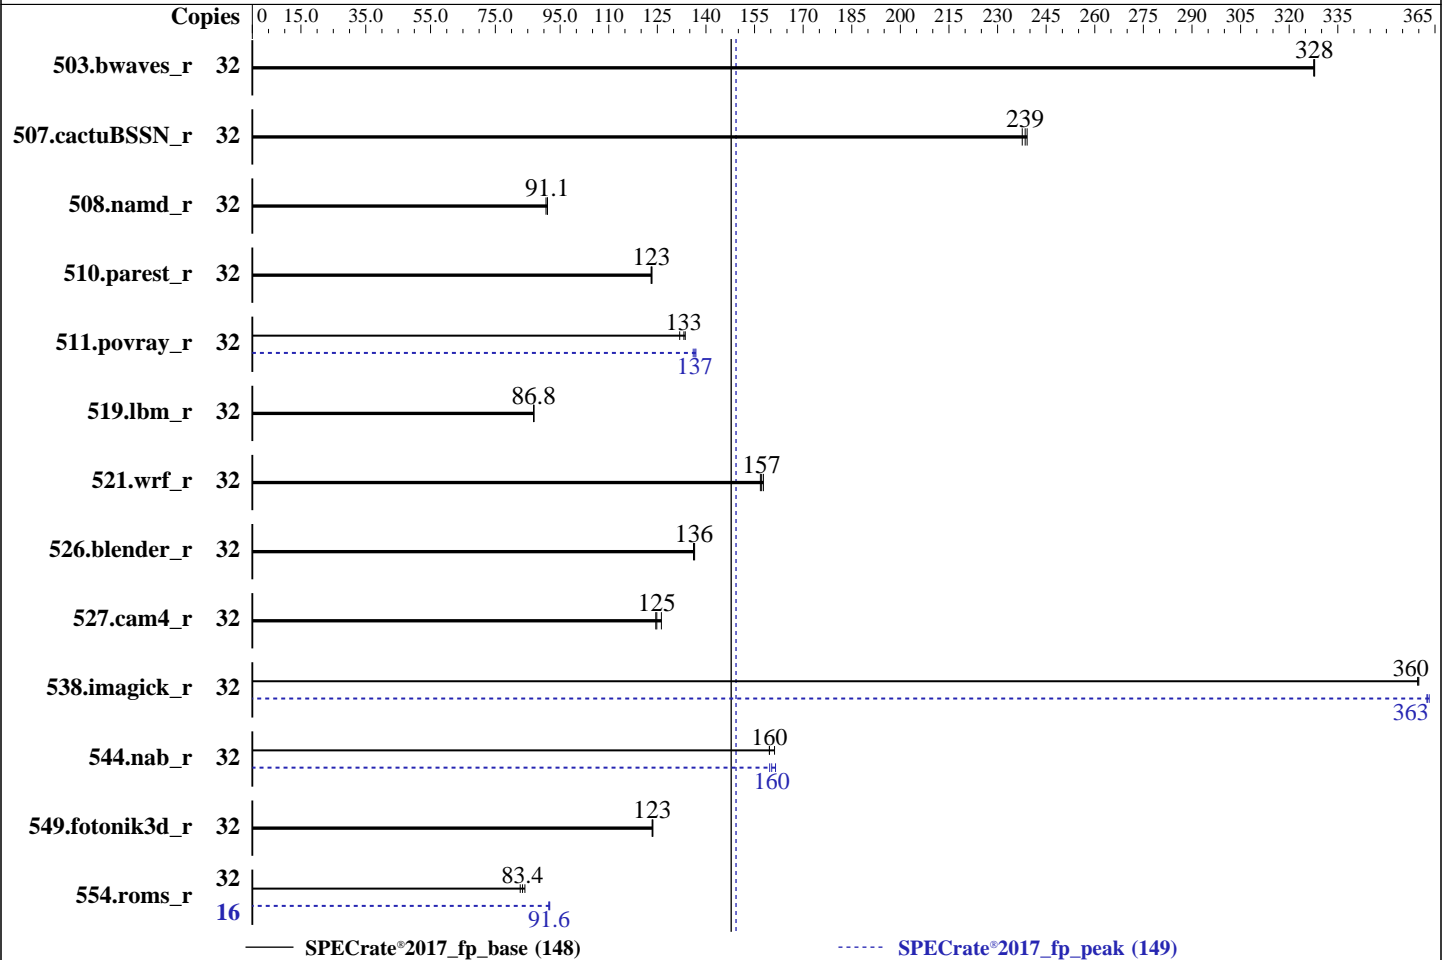 Copies 0 15.0 35.0 55.0 75.0 95.0 110 125 140 155 170 185 200 215 230 245 260 275 290 305 320 335 365
503.bwaves_r 32 328
507.cactuBSSN_r 32 239
508.namd_r 32 91.1
510.parest_r 32 123
511.povray_r 32 133
137
519.lbm_r 32 86.8
521.wrf_r 32 157
526.blender_r 32 136
527.cam4_r 32 125
538.imagick_r 32 360
363
544.nab_r 32 160
160
549.fotonik3d_r 32 123
554.roms_r 32 83.4
16 91.6
SPECrate®2017_fp_base (148) SPECrate®2017_fp_peak (149)